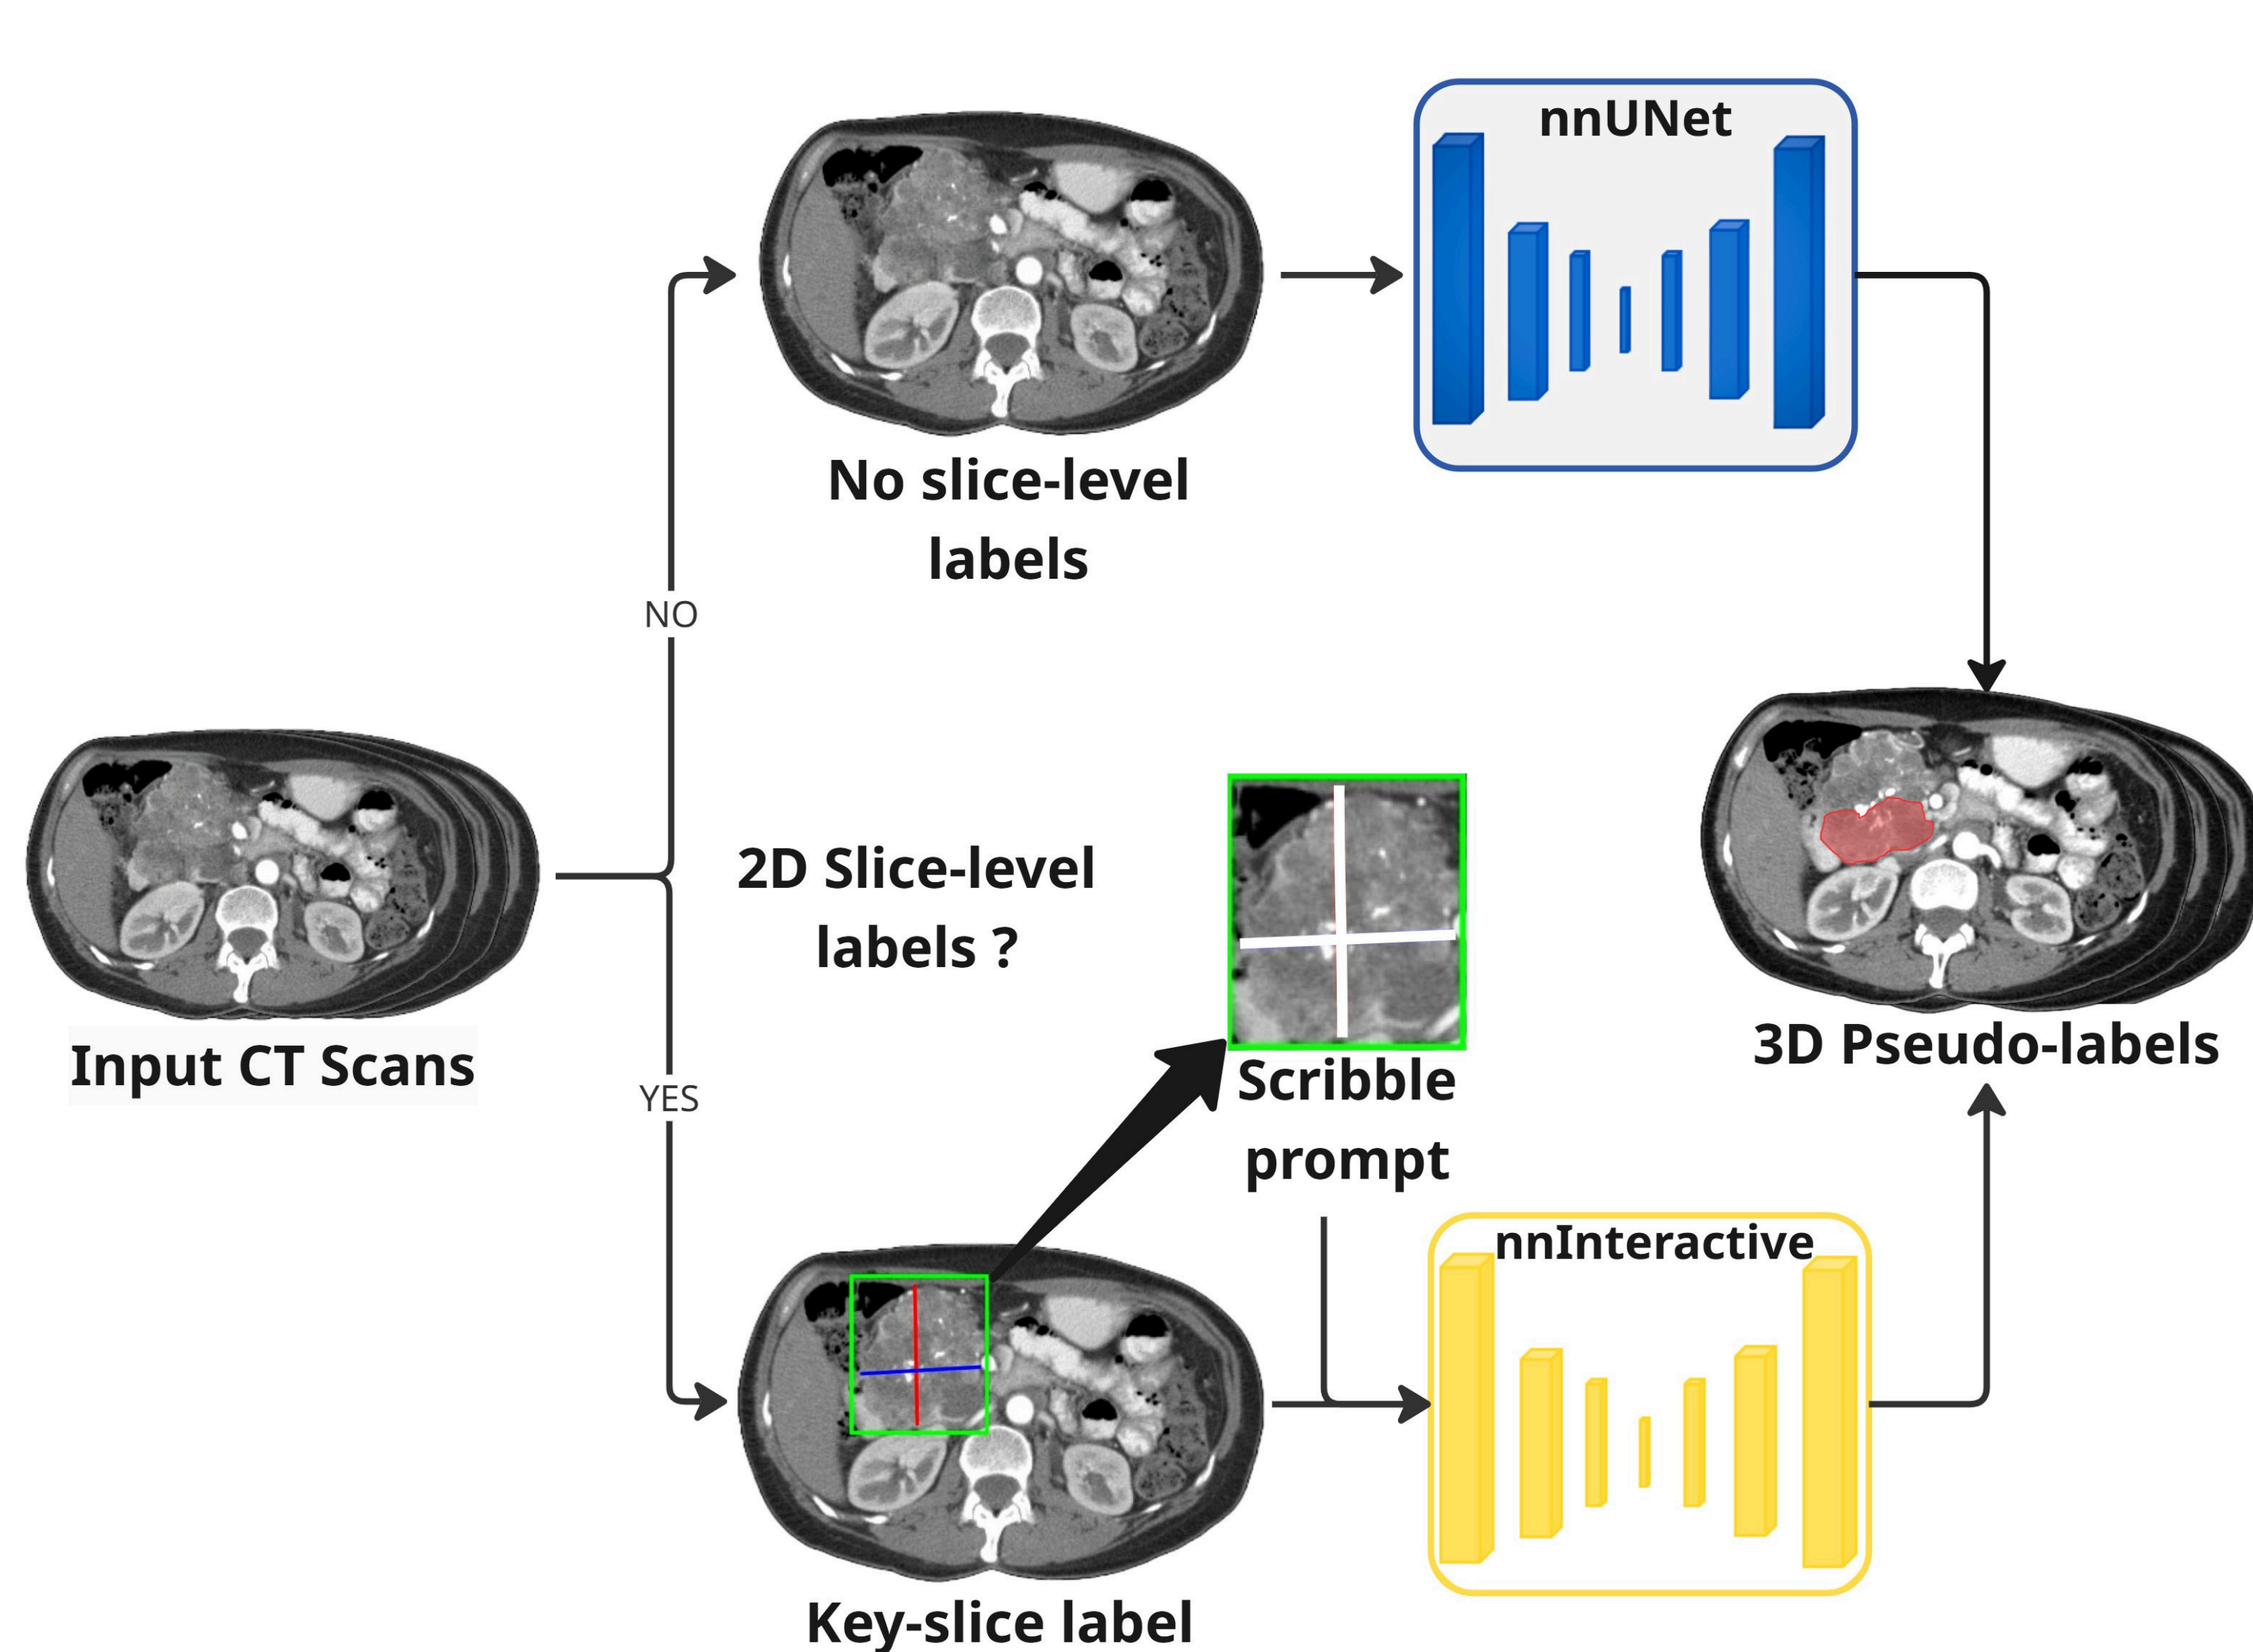 nnUNet
No slice-level
labels
NO
2D Slice-level
labels ?
Input CT Scans
YES
Scribble
prompt
3D Pseudo-labels
nnInteractive
Key-slice label